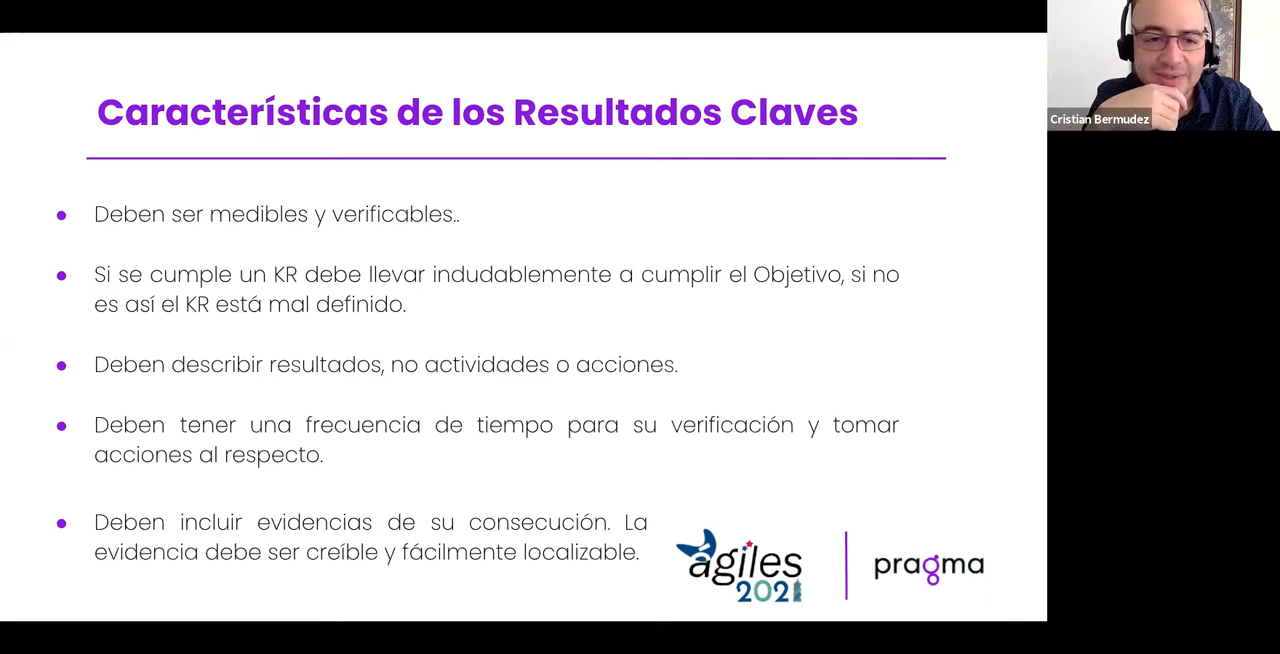 Características de los Resultados Claves
Deben ser medibles y verificables..
Si se cumple un KR debe llevar indudablemente a cumplir el Objetivo, si no
es así el KR está mal definido.
Deben describir resultados, no actividades o acciones.
Deben tener una frecuencia de tiempo para su verificación y tomar
acciones al respecto.
Deben incluir evidencias de su consecución. La
evidencia debe ser creíble y fácilmente localizable.
ágiles
2021
pragma
Cristian Bermudez